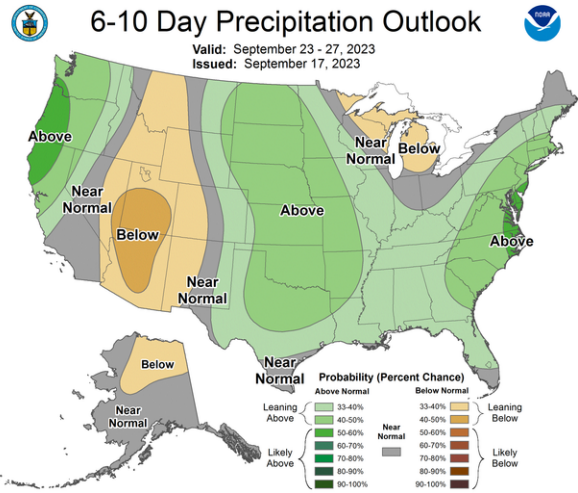 6-10 Day Precipitation Outlook
Valid: September 23 - 27, 2023
Issued: September 17, 2023
NOAA
Above
Near
Normal
Below
Near
Normal
Above
Near
Normal
Below
Above
Near
Normal
Below
Near
Normal
Probability (Percent Chance)
Above Normal
Below Normal
Leaning
Above
33-40%
40-50%
Likely
Above
50-60%
60-70%
70-80%
80-90%
90-100%
Near
Normal
33-40%
40-50%
Leaning
Below
50-60%
60-70%
70-80%
80-90%
90-100%
Likely
Below